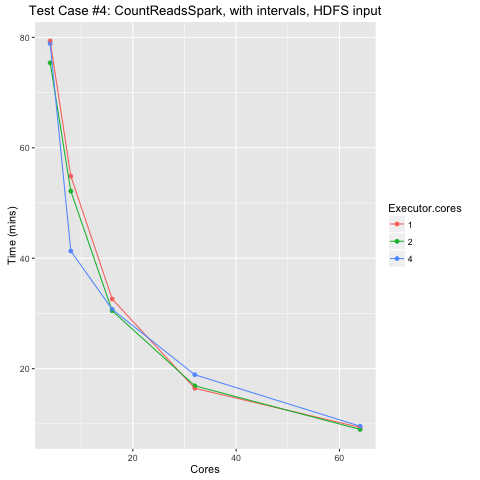 Test Case #4: CountReadsSpark, with intervals, HDFS input
80
60
40
20
Time (mins)
20
40
60
Cores
Executor.cores
1
2
4